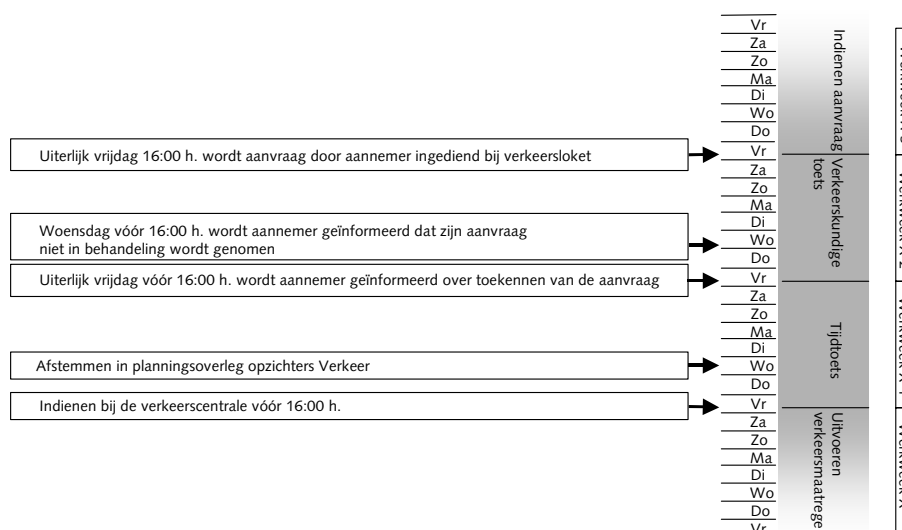 Vr
Za
Zo
Ma
Di
Wo
Do
Vr
Za
Zo
Ma
Di
Wo
Do
Vr
Za
Zo
Ma
Di
Wo
Do
Vr
Za
Zo
Ma
Di
Wo
Do
Vr
Uiterlijk vrijdag 16:00 h. wordt aanvraag door aannemer ingediend bij verkeersloket
Woensdag vóór 16:00 h. wordt aannemer geïnformeerd dat zijn aanvraag
niet in behandeling wordt genomen
Uiterlijk vrijdag vóór 16:00 h. wordt aannemer geïnformeerd over toekennen van de aanvraag
Afstemmen in planningsoverleg opzichters Verkeer
Indienen bij de verkeerscentrale vóór 16:00 h.
Indienen aanvraag
Verkeerskundige
toets
Tijdtoets
Uitvoeren
verkeersmaatrege